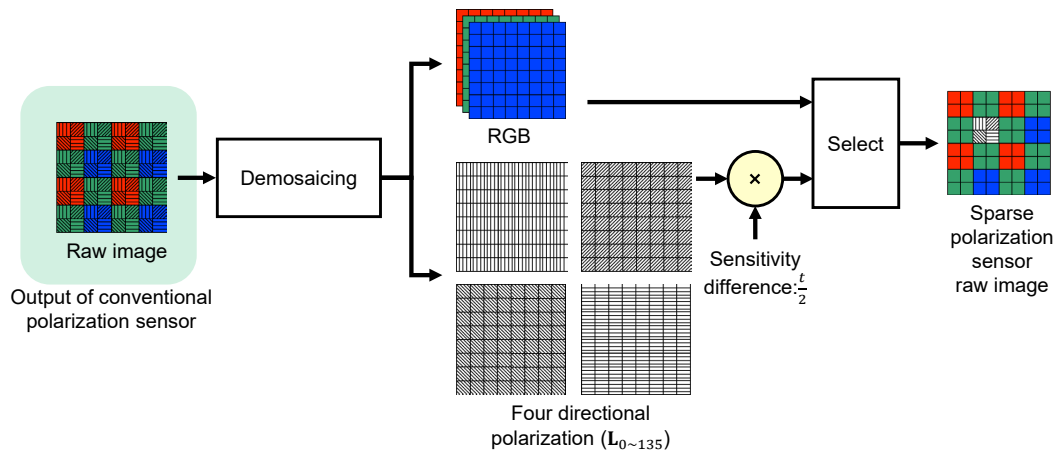 Raw image
Output of conventional
polarization sensor
Demosaicing
RGB
Four directional
polarization (L₀~₁₃₅)
×
Sensitivity
difference: t/2
Select
Sparse
polarization
sensor
raw image